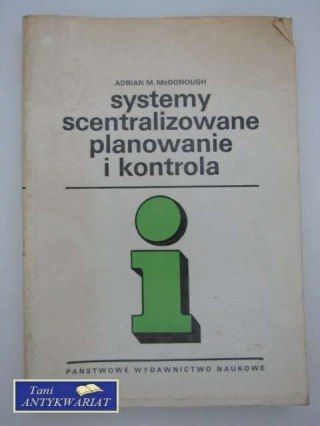 ADRIAN M. McDONOUGH
systemy
scentralizowane
planowanie
i kontrola
i
PAŃSTWOWE WYDAWNICTWO NAUKOWE
Tani
ANTYKWARIAT